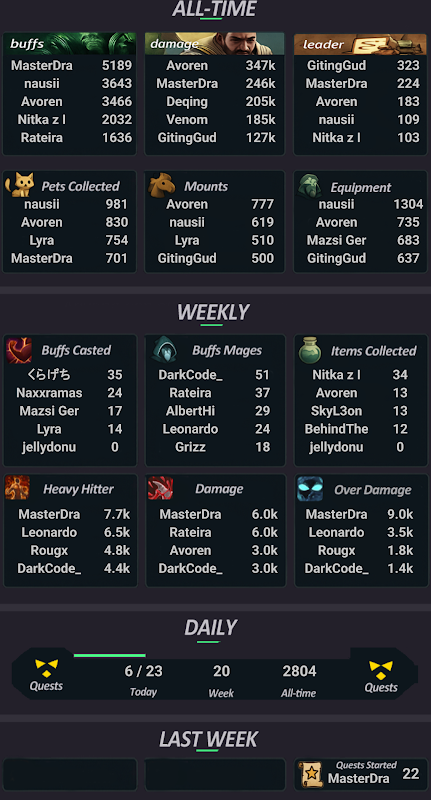 ALL-TIME
buffs
MasterDra 5189
nausii 3643
Avoren 3466
Nitka z l 2032
Rateira 1636
damage
Avoren 347k
MasterDra 246k
Deqing 205k
Venom 185k
GitingGud 127k
leader
GitingGud 323
MasterDra 224
Avoren 183
nausii 109
Nitka z l 103
Pets Collected
nausii 981
Avoren 830
Lyra 754
MasterDra 701
Mounts
Avoren 777
nausii 619
Lyra 510
GitingGud 500
Equipment
nausii 1304
Avoren 735
Mazsi Ger 683
GitingGud 637
WEEKLY
Buffs Casted
くらげち 35
Naxxramas 24
Mazsi Ger 17
Lyra 14
jellydonu 0
Buffs Mages
DarkCode_ 51
Rateira 37
AlbertHi 29
Leonardo 24
Grizz 18
Items Collected
Nitka z l 34
Avoren 13
SkyL3on 13
BehindThe 12
jellydonu 0
Heavy Hitter
MasterDra 7.7k
Leonardo 6.5k
Rougx 4.8k
DarkCode_ 4.4k
Damage
MasterDra 6.0k
Rateira 6.0k
Avoren 3.0k
DarkCode_ 3.0k
Over Damage
MasterDra 9.0k
Leonardo 3.5k
Rougx 1.8k
DarkCode_ 1.4k
DAILY
Quests
6 / 23
Today
20
Week
2804
All-time
Quests
LAST WEEK
Quests Started
MasterDra 22